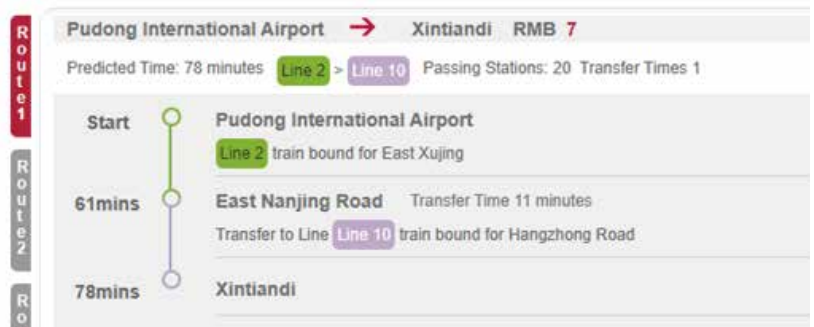 Route1
Route2
Ro
Pudong International Airport → Xintiandi RMB 7
Predicted Time: 78 minutes Line 2 > Line 10 Passing Stations: 20 Transfer Times 1
Start Pudong International Airport
Line 2 train bound for East Xujing
61mins East Nanjing Road Transfer Time 11 minutes
Transfer to Line Line 10 train bound for Hangzhong Road
78mins Xintiandi